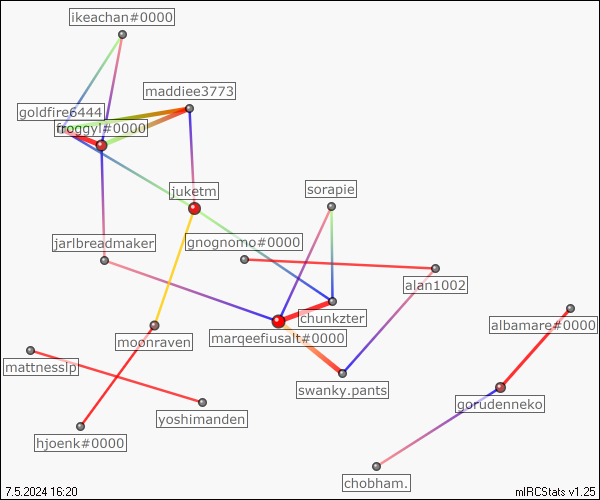 ikeachan#0000
maddiee3773
goldfire6444
froggyl#0000
juketm
sorapie
jarlbreadmaker
gnognomo#0000
alan1002
chunkzter
albamare#0000
marqeefiusalt#0000
moonraven
mattnesslp
swanky.pants
gorudenneko
yoshimanden
hjoenk#0000
chobham.
7.5.2024 16:20
mIRCStats v1.25